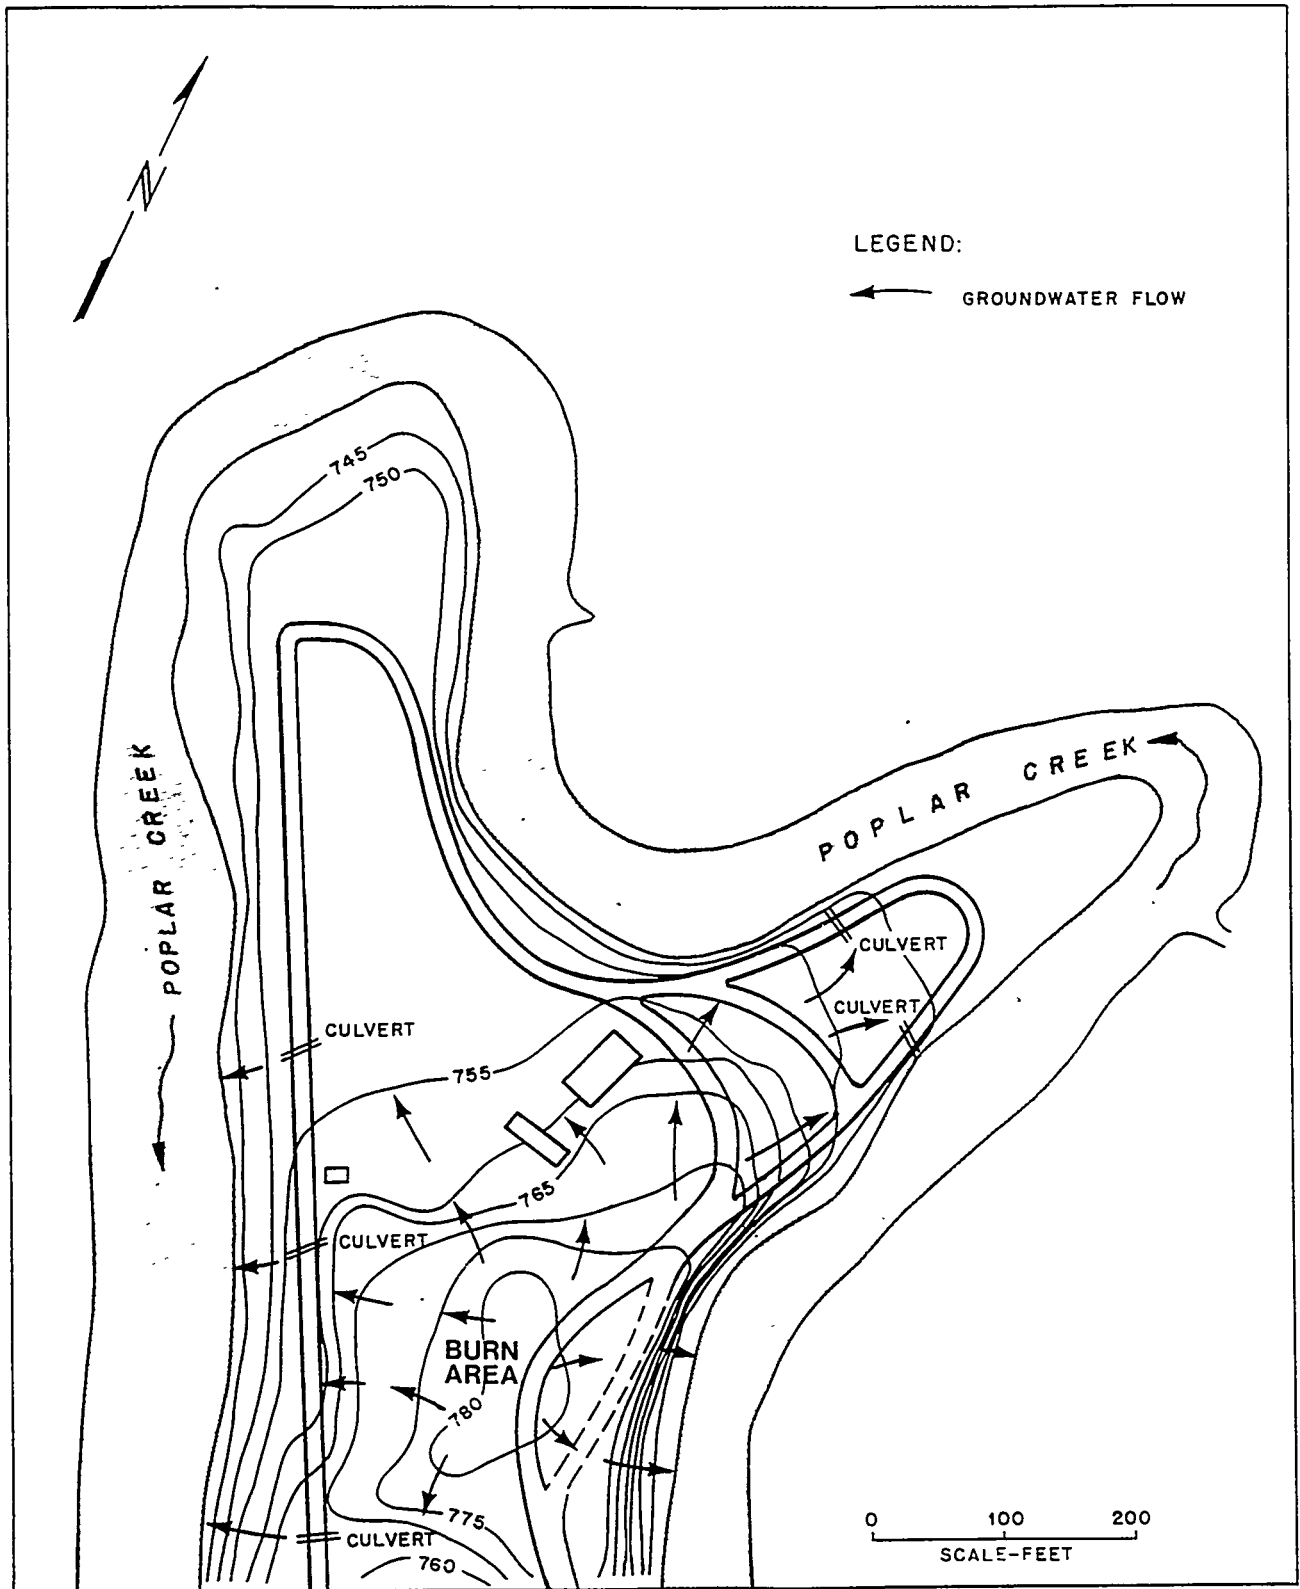 N
LEGEND:
GROUNDWATER FLOW
745
750
POPLAR CREEK
POPLAR CREEK
CULVERT
CULVERT
CULVERT
755
765
CULVERT
BURN
AREA
780
775
CULVERT
760
0 100 200
SCALE-FEET